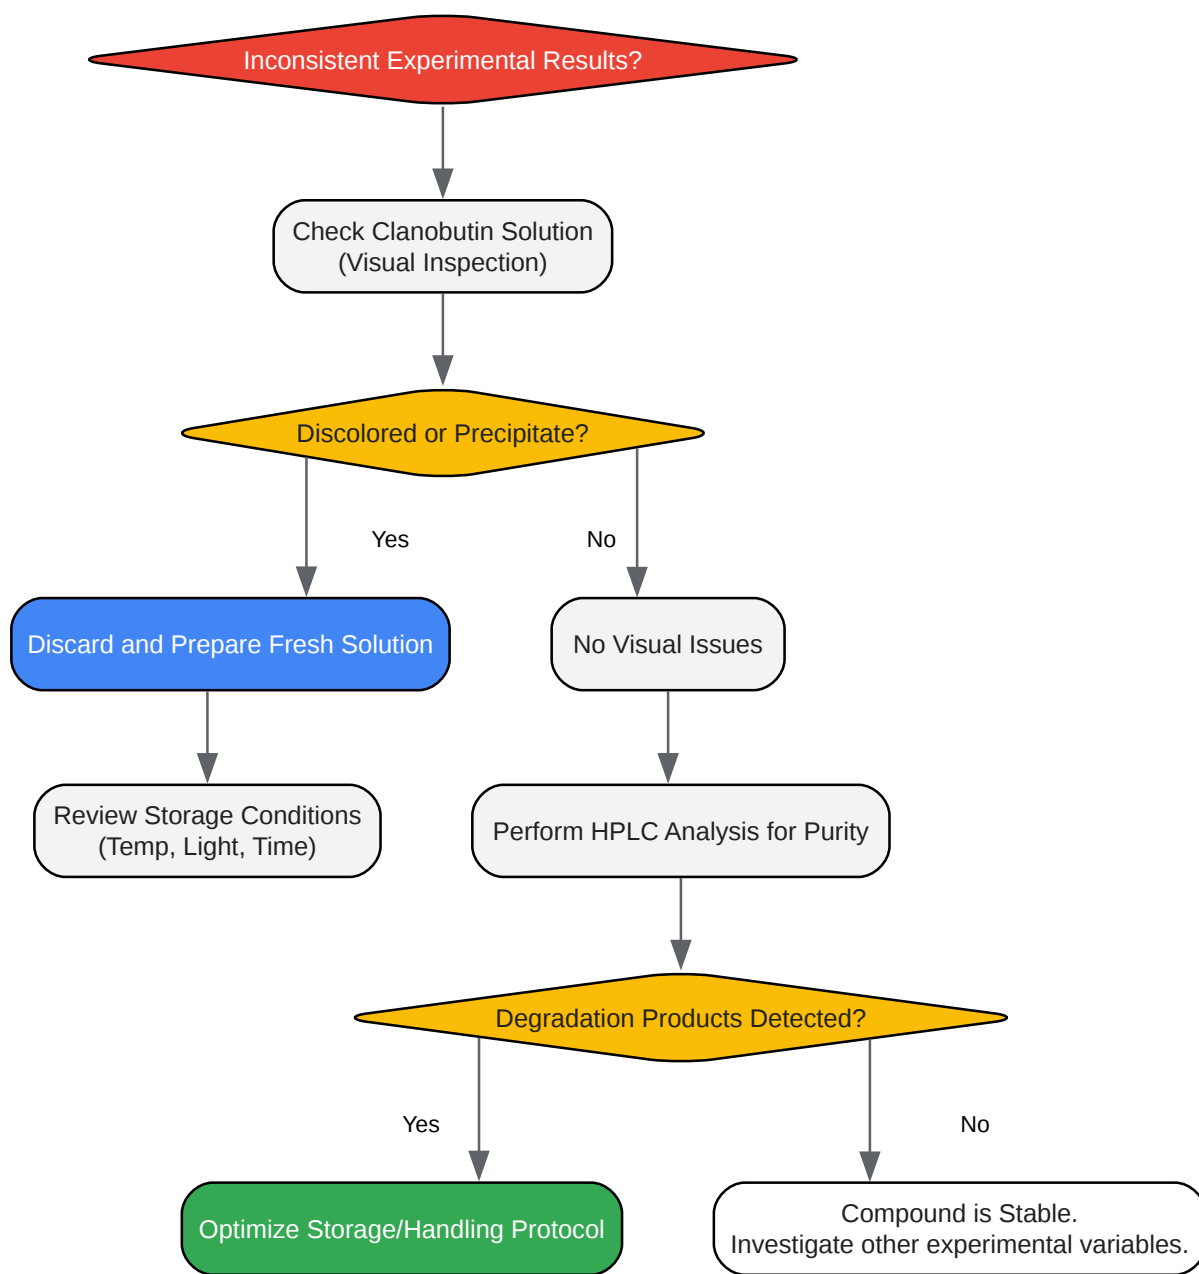 Inconsistent Experimental Results?
Check Clanobutin Solution
(Visual Inspection)
Discolored or Precipitate?
Yes
No
Discard and Prepare Fresh Solution
No Visual Issues
Review Storage Conditions
(Temp, Light, Time)
Perform HPLC Analysis for Purity
Degradation Products Detected?
Yes
No
Optimize Storage/Handling Protocol
Compound is Stable.
Investigate other experimental variables.